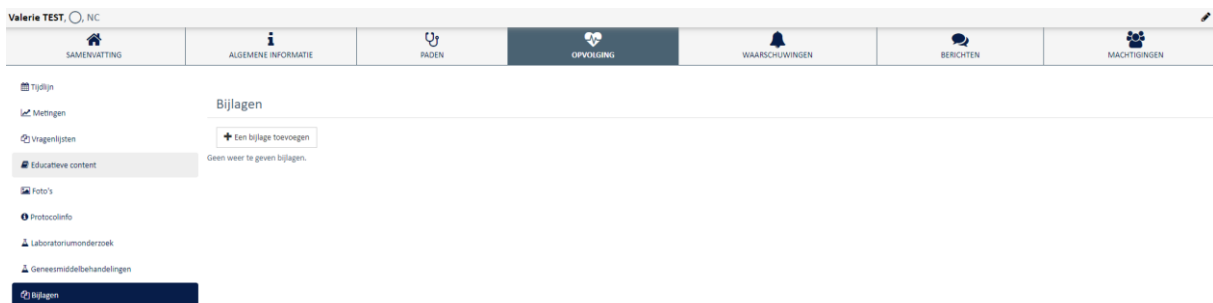 Valerie TEST, NC
SAMENVATTING
ALGEMENE INFORMATIE
PADEN
OPVOLGING
WAARSCHUWINGEN
BERICHTEN
MACHTIGINGEN
Tijdlijn
Metingen
Vragenlijsten
Educatieve content
Foto's
Protocolinfo
Laboratoriumonderzoek
Geneesmiddelbehandelingen
Bijlagen
Bijlagen
Een bijlage toevoegen
Geen weer te geven bijlagen.